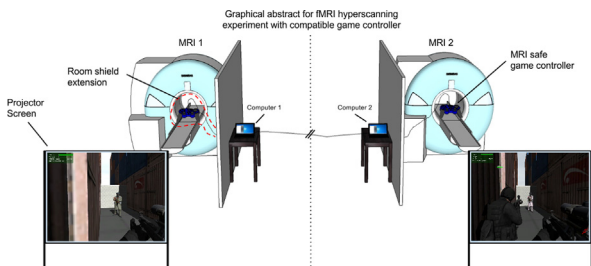 Graphical abstract for fMRI hyperscanning
experiment with compatible game controller
MRI 1
MRI 2
Room shield
extension
MRI safe
game controller
Projector
Screen
Computer 1
Computer 2